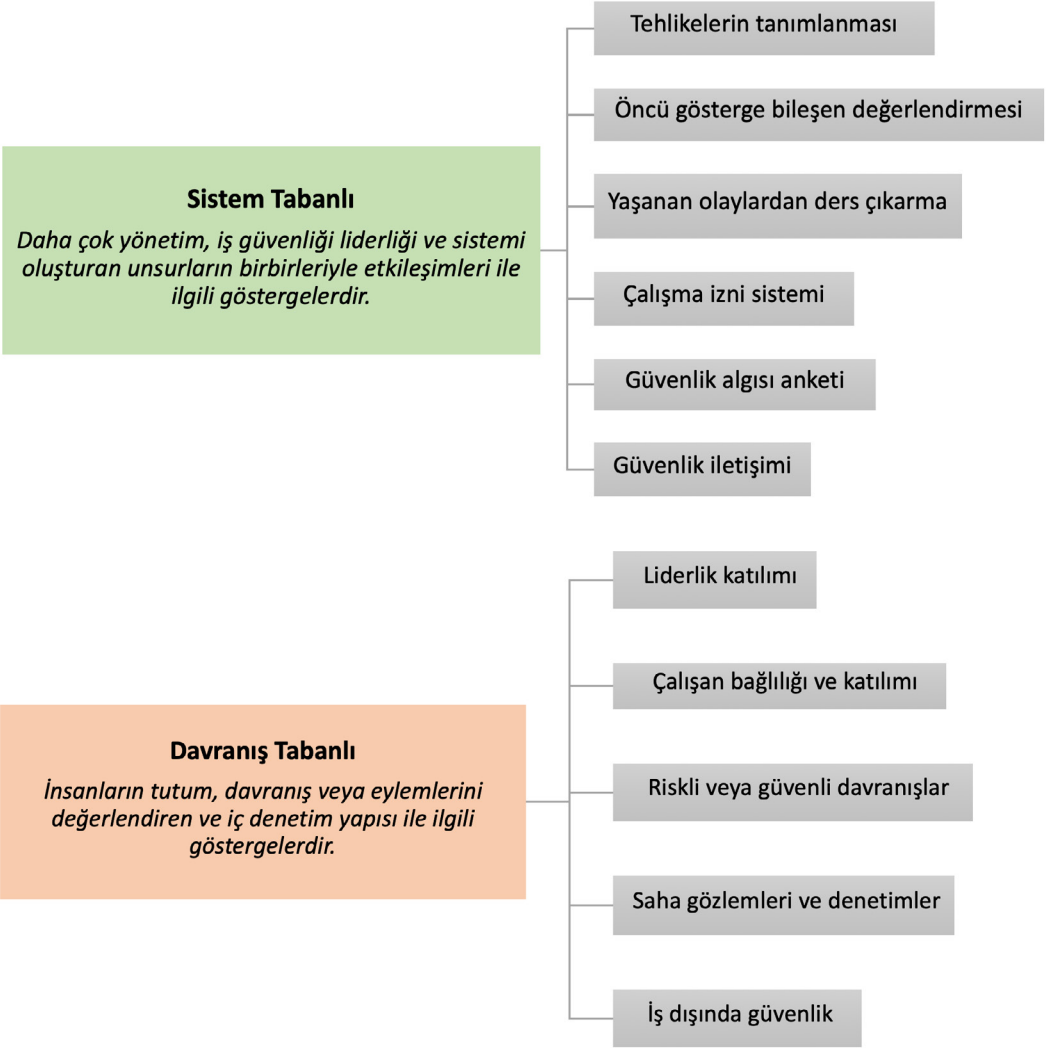 Sistem Tabanlı
Daha çok yönetim, iş güvenliği liderliği ve sistemi
oluşturan unsurların birbirleriyle etkileşimleri ile
ilgili göstergelerdir.
Tehlikelerin tanımlanması
Öncü gösterge bileşen değerlendirmesi
Yaşanan olaylardan ders çıkarma
Çalışma izni sistemi
Güvenlik algısı anketi
Güvenlik iletişimi
Davranış Tabanlı
İnsanların tutum, davranış veya eylemlerini
değerlendiren ve iç denetim yapısı ile ilgili
göstergelerdir.
Liderlik katılımı
Çalışan bağlılığı ve katılımı
Riskli veya güvenli davranışlar
Saha gözlemleri ve denetimler
İş dışında güvenlik